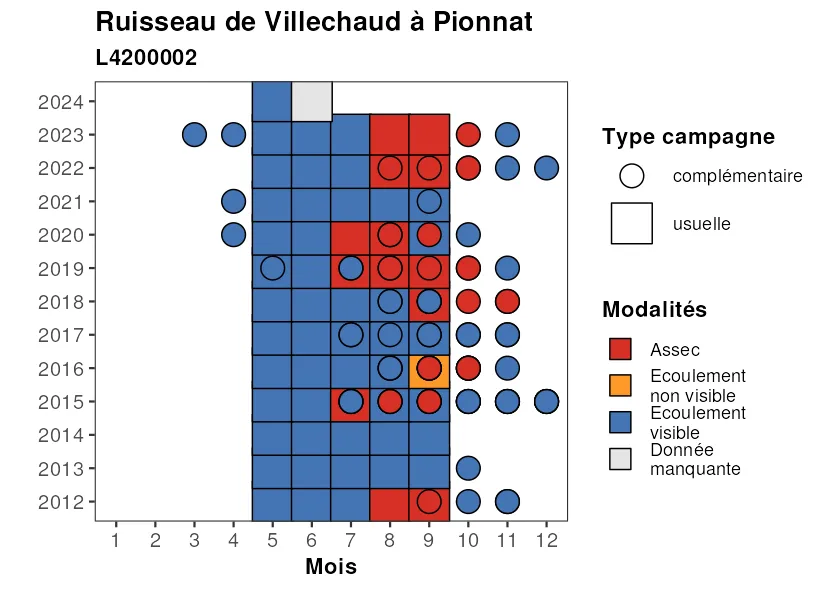 Ruisseau de Villechaud à Pionnat
L4200002
2024
2023
2022
2021
2020
2019
2018
2017
2016
2015
2014
2013
2012
1 2 3 4 5 6 7 8 9 10 11 12
Mois
Type campagne
complémentaire
usuelle
Modalités
Assec
Ecoulement
non visible
Ecoulement
visible
Donnée
manquante